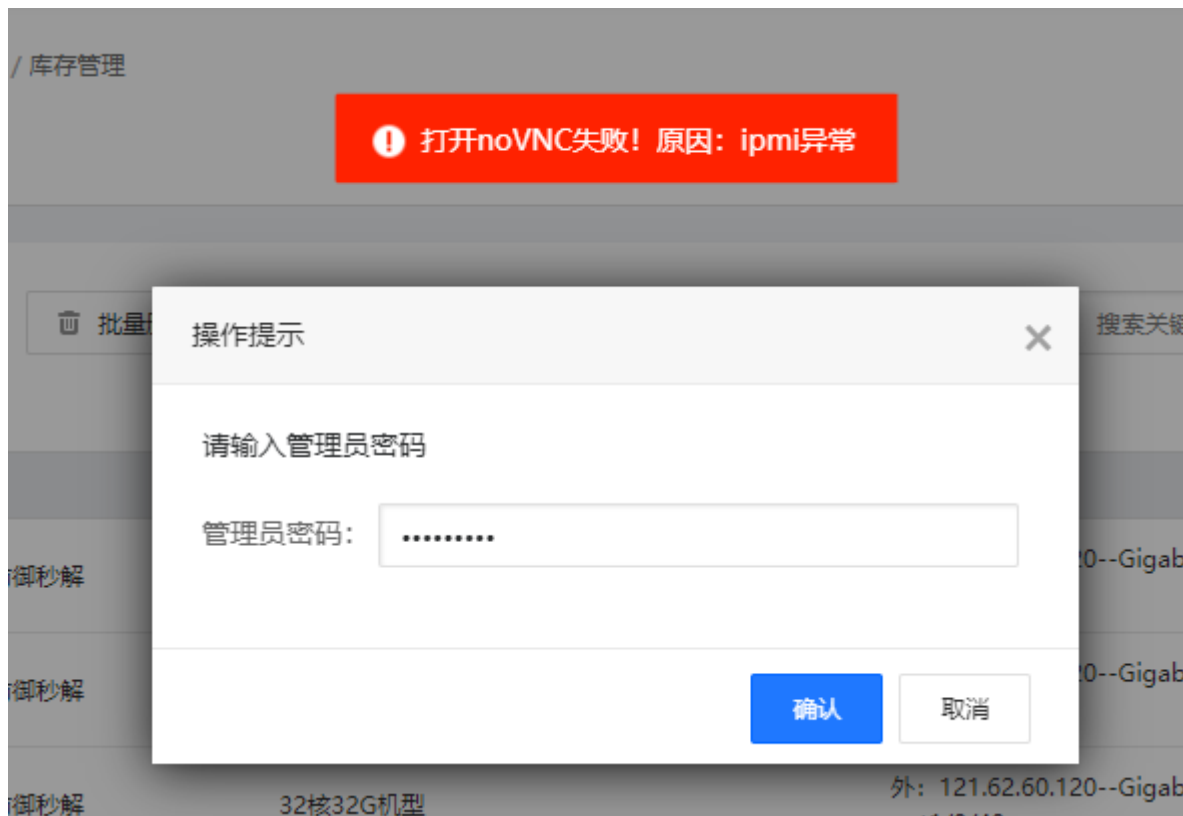 / 库存管理
打开noVNC失败！原因：ipmi异常
批量
搜索关
操作提示
请输入管理员密码
管理员密码：
•••••••••
御秒解
20--Gigab
御秒解
20--Gigab
确认
取消
御秒解
32核32G机型
外：121.62.60.120--Gigab